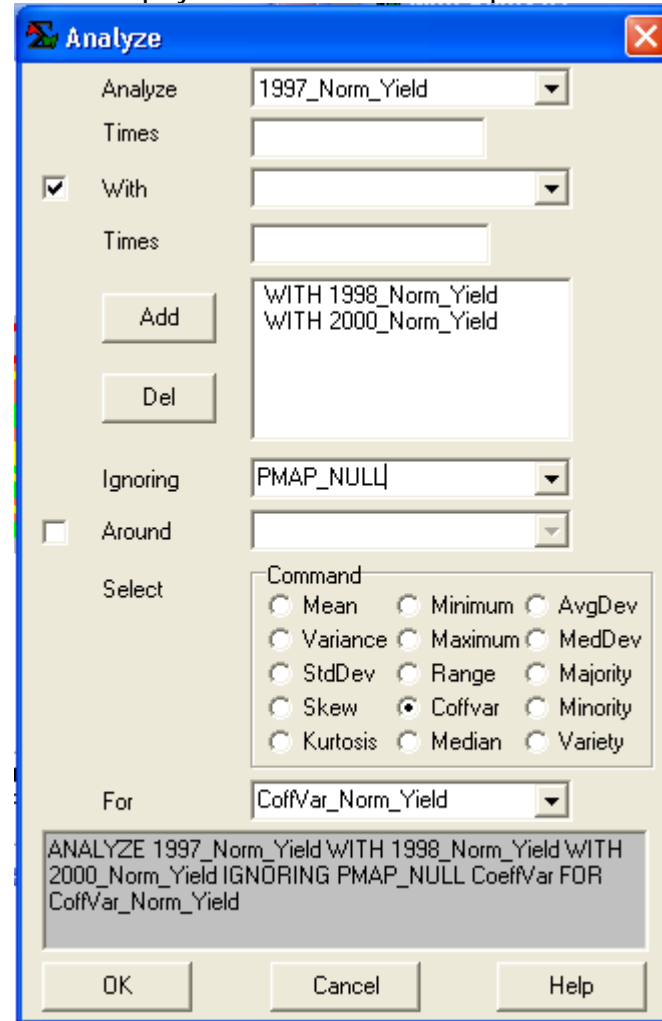 Analyze
Analyze 1997_Norm_Yield
Times
With
Times
Add
WITH 1998_Norm_Yield
WITH 2000_Norm_Yield
Del
Ignoring PMAP_NULL
Around
Select
Command
Mean Minimum AvgDev
Variance Maximum MedDev
StdDev Range Majority
Skew Coffvar Minority
Kurtosis Median Variety
For CoffVar_Norm_Yield
ANALYZE 1997_Norm_Yield WITH 1998_Norm_Yield WITH
2000_Norm_Yield IGNORING PMAP_NULL CoeffVar FOR
CoffVar_Norm_Yield
OK Cancel Help